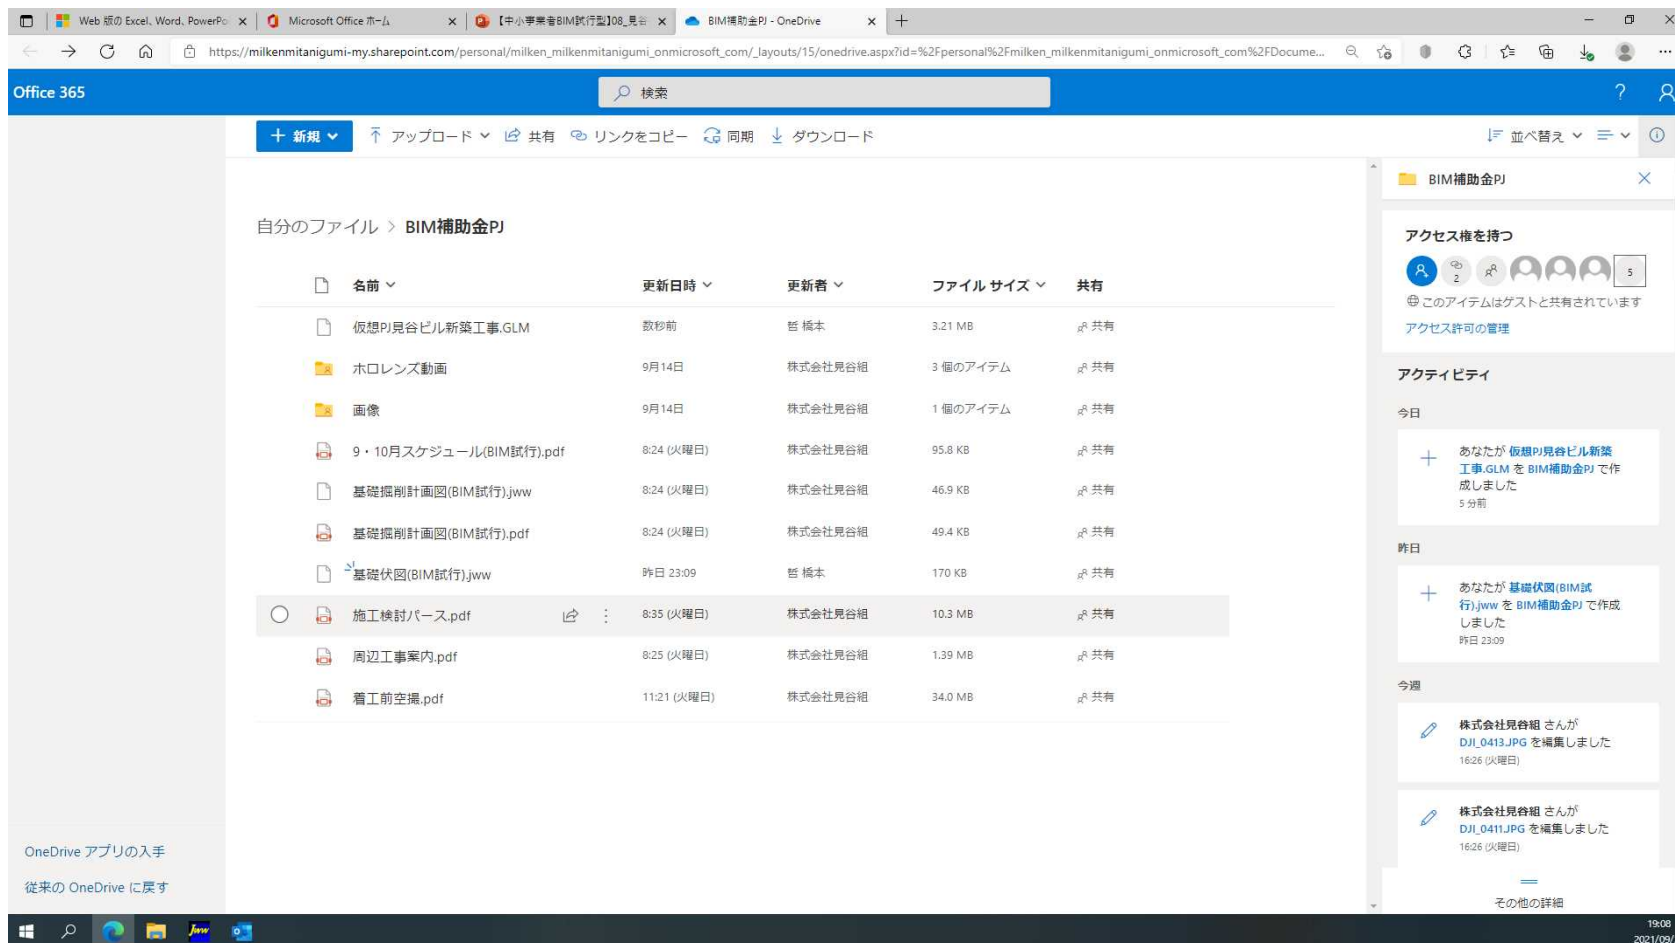 Web 版の Excel、Word、PowerPo
Microsoft Office ホーム
【中小事業者BIM試行型】08_見谷
BIM補助金PJ - OneDrive
https://milkenmitanigumi-my.sharepoint.com/personal/milken_milkenmitanigumi_onmicrosoft_com/_layouts/15/onedrive.aspx?id=%2Fpersonal%2Fmilken_milkenmitanigumi_onmicrosoft_com%2FDocume...
Office 365
検索
新規
アップロード
共有
リンクをコピー
同期
ダウンロード
並べ替え
自分のファイル > BIM補助金PJ
名前 更新日時 更新者 ファイル サイズ 共有
仮想PJ見谷ビル新築工事.GLM 数秒前 哲 橋本 3.21 MB 共有
ホロレンズ動画 9月14日 株式会社見谷組 3 個のアイテム 共有
画像 9月14日 株式会社見谷組 1 個のアイテム 共有
9・10月スケジュール(BIM試行).pdf 8:24 (火曜日) 株式会社見谷組 95.8 KB 共有
基礎掘削計画図(BIM試行).jww 8:24 (火曜日) 株式会社見谷組 46.9 KB 共有
基礎掘削計画図(BIM試行).pdf 8:24 (火曜日) 株式会社見谷組 49.4 KB 共有
基礎伏図(BIM試行).jww 昨日 23:09 哲 橋本 170 KB 共有
施工検討パース.pdf 8:35 (火曜日) 株式会社見谷組 10.3 MB 共有
周辺工事案内.pdf 8:25 (火曜日) 株式会社見谷組 1.39 MB 共有
着工前空撮.pdf 11:21 (火曜日) 株式会社見谷組 34.0 MB 共有
OneDrive アプリの入手
従来の OneDrive に戻す
BIM補助金PJ
アクセス権を持つ
2
5
このアイテムはゲストと共有されています
アクセス許可の管理
アクティビティ
今日
あなたが 仮想PJ見谷ビル新築
工事.GLM を BIM補助金PJ で作
成しました
5 分前
昨日
あなたが 基礎伏図(BIM試
行).jww を BIM補助金PJ で作成
しました
昨日 23:09
今週
株式会社見谷組 さんが
DJI_0413.JPG を編集しました
16:26 (火曜日)
株式会社見谷組 さんが
DJI_0411.JPG を編集しました
16:26 (火曜日)
その他の詳細
Jww
19:08
2021/09/